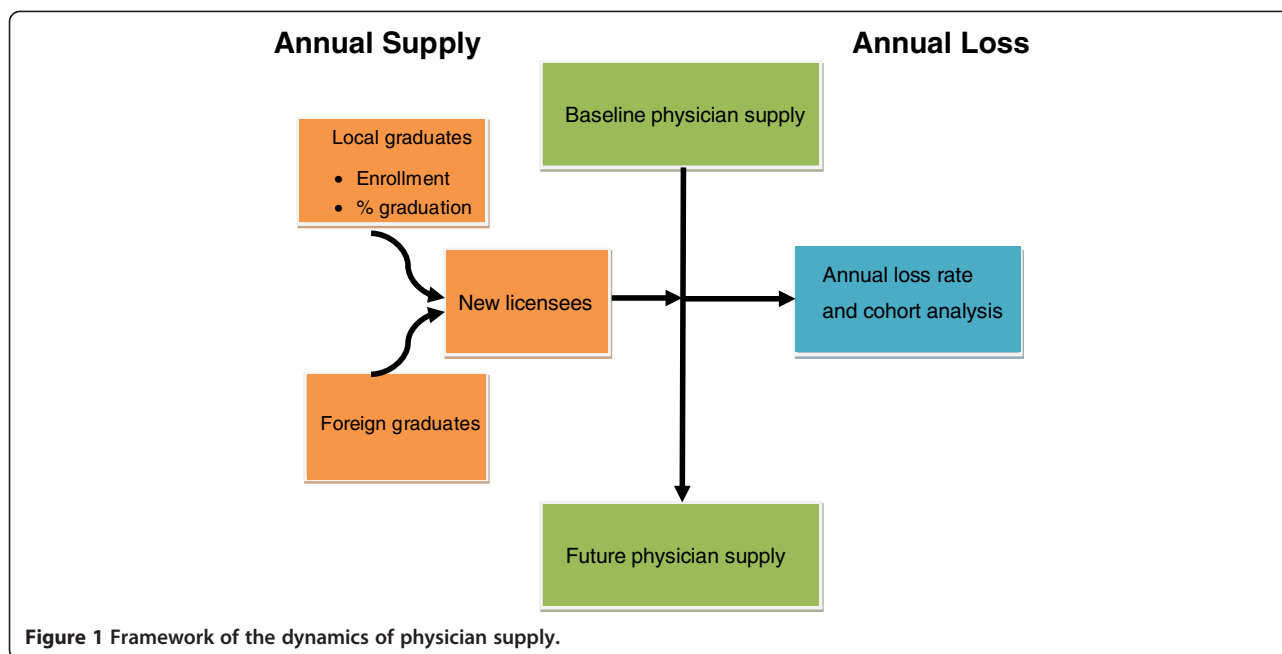 Annual Supply
Annual Loss
Baseline physician supply
Local graduates
• Enrollment
• % graduation
New licensees
Annual loss rate
and cohort analysis
Foreign graduates
Future physician supply
Figure 1 Framework of the dynamics of physician supply.